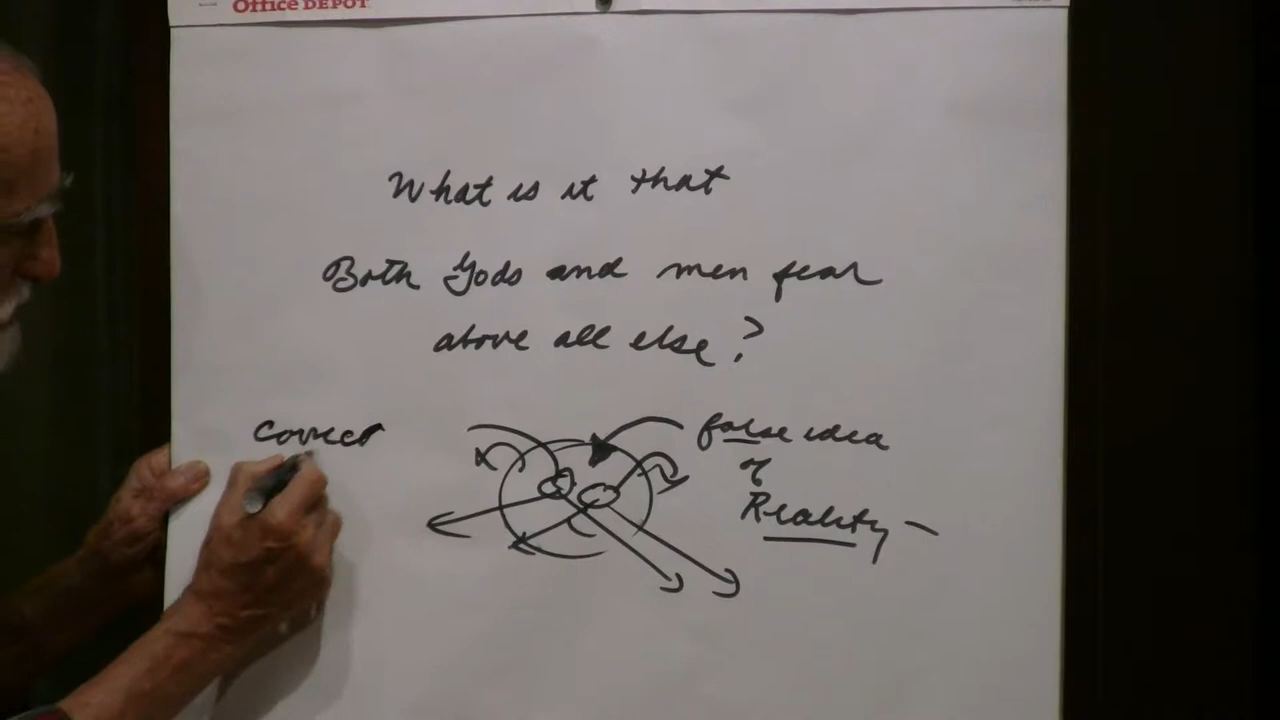 Office DEPOT
What is it that
Both Gods and men fear
above all else?
correct
false idea
of
Reality –